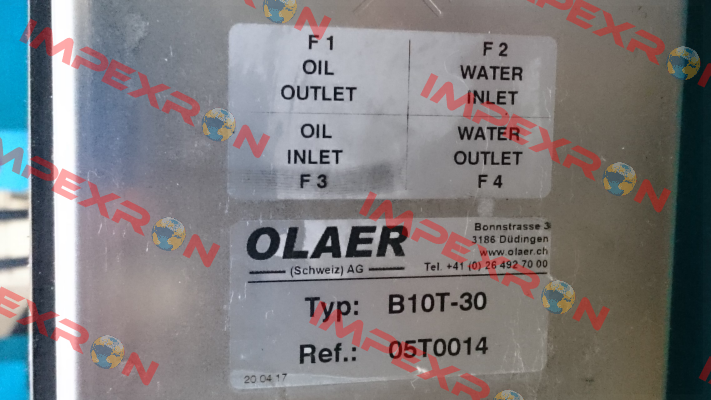 F 1
OIL
OUTLET
F 2
WATER
INLET
OIL
INLET
F 3
WATER
OUTLET
F 4
OLAER
(Schweiz) AG
Bonnstrasse 3
3186 Düdingen
www.olaer.ch
Tel. +41 (0) 26 492 70 00
Typ: B10T-30
Ref.: 05T0014
20.04.17
IMPEXRON